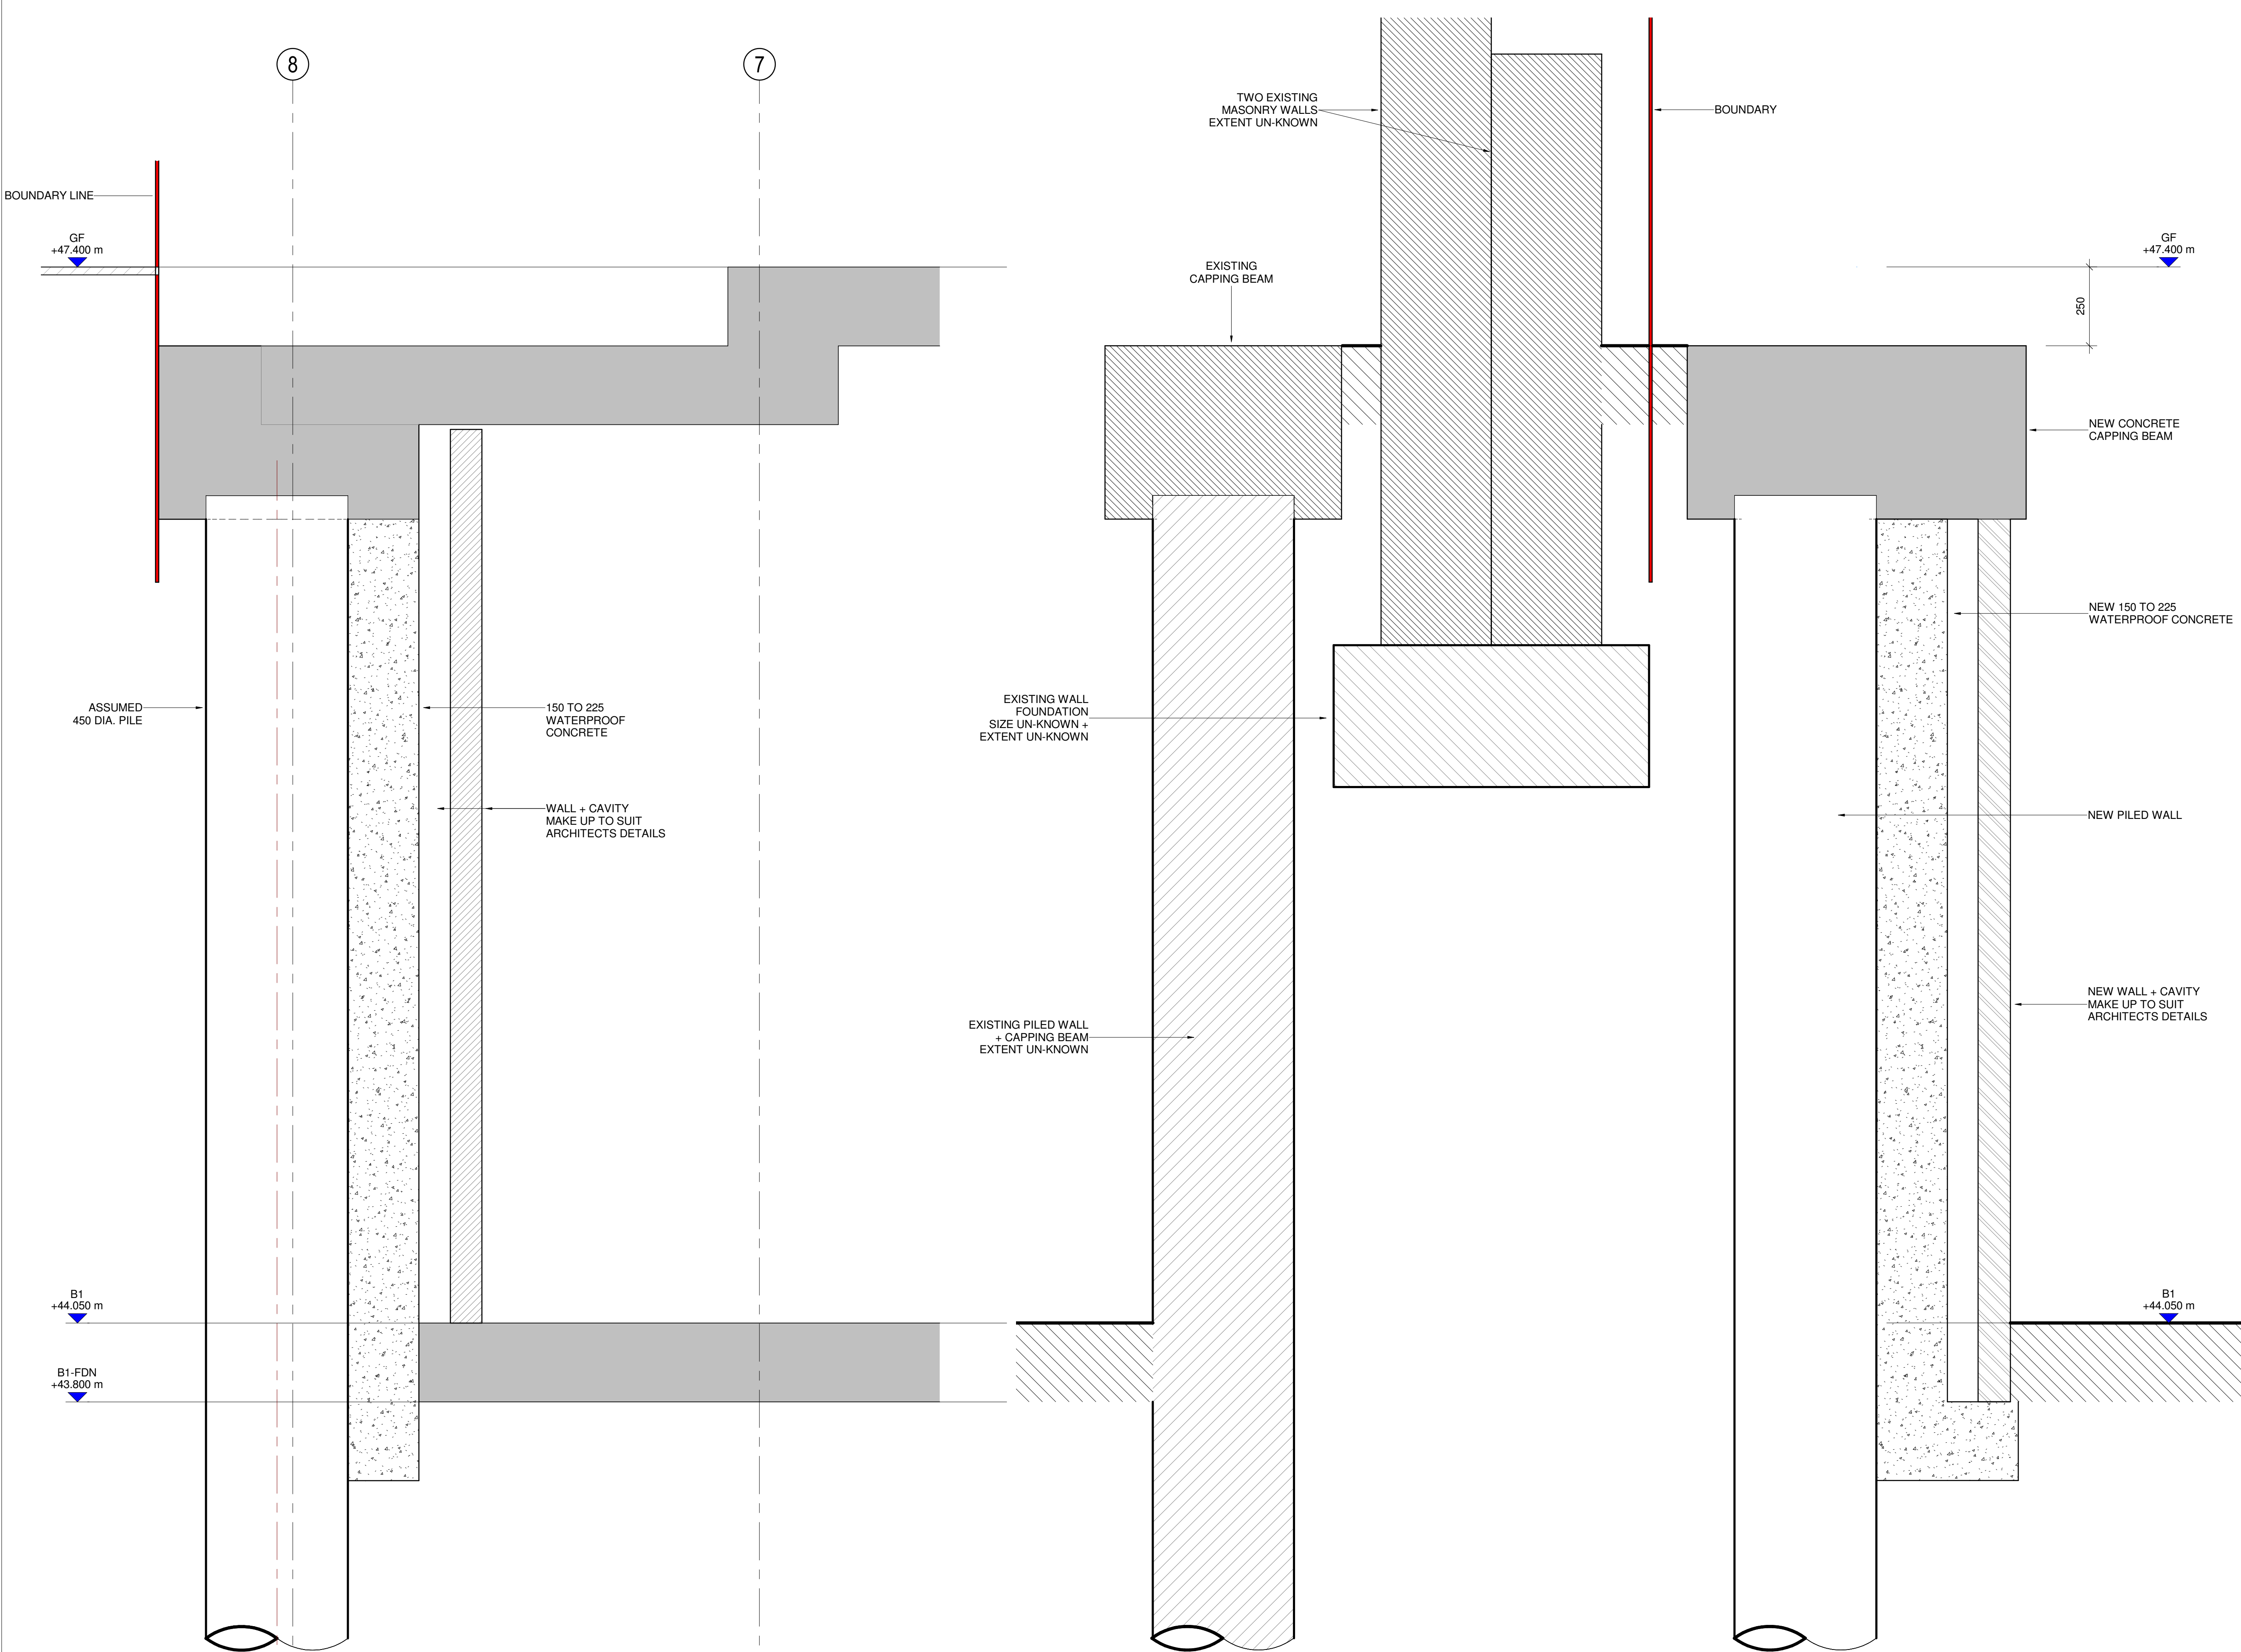 8
7
TWO EXISTING
MASONRY WALLS
EXTENT UN-KNOWN
BOUNDARY
BOUNDARY LINE
GF
+47.400 m
EXISTING
CAPPING BEAM
GF
+47.400 m
250
NEW CONCRETE
CAPPING BEAM
NEW 150 TO 225
WATERPROOF CONCRETE
ASSUMED
450 DIA. PILE
150 TO 225
WATERPROOF
CONCRETE
EXISTING WALL
FOUNDATION
SIZE UN-KNOWN +
EXTENT UN-KNOWN
WALL + CAVITY
MAKE UP TO SUIT
ARCHITECTS DETAILS
NEW PILED WALL
EXISTING PILED WALL
+ CAPPING BEAM
EXTENT UN-KNOWN
NEW WALL + CAVITY
MAKE UP TO SUIT
ARCHITECTS DETAILS
B1
+44.050 m
B1
+44.050 m
B1-FDN
+43.800 m